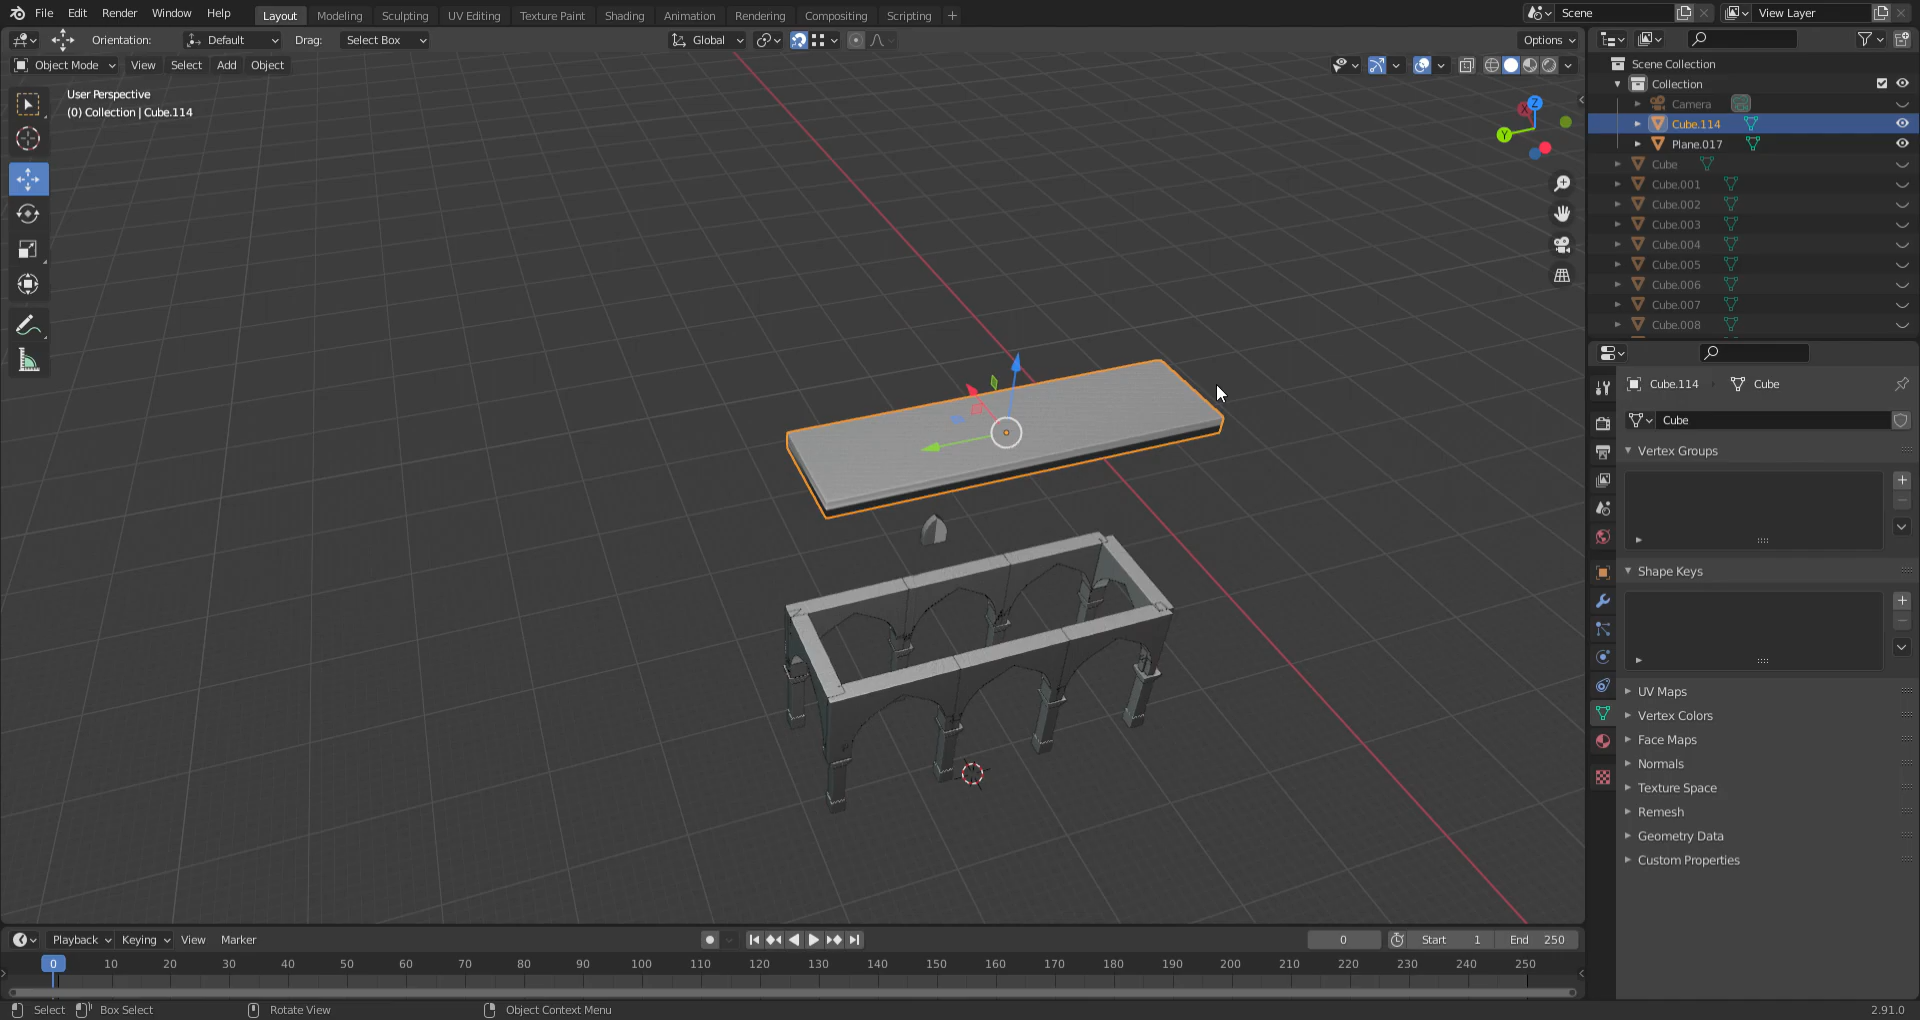 File Edit Render Window Help Layout Modeling Sculpting UV Editing Texture Paint Shading Animation Rendering Compositing Scripting + Scene View Layer
Orientation: Default Drag: Select Box Global Options
Object Mode View Select Add Object
User Perspective
(0) Collection | Cube.114
Z
X
Y
Scene Collection
Collection
Camera
Cube.114
Plane.017
Cube
Cube.001
Cube.002
Cube.003
Cube.004
Cube.005
Cube.006
Cube.007
Cube.008
Cube.114 Cube
Cube
Vertex Groups
Shape Keys
UV Maps
Vertex Colors
Face Maps
Normals
Texture Space
Remesh
Geometry Data
Custom Properties
Playback Keying View Marker 0 Start 1 End 250
0 10 20 30 40 50 60 70 80 90 100 110 120 130 140 150 160 170 180 190 200 210 220 230 240 250
Select Box Select Rotate View Object Context Menu 2.91.0